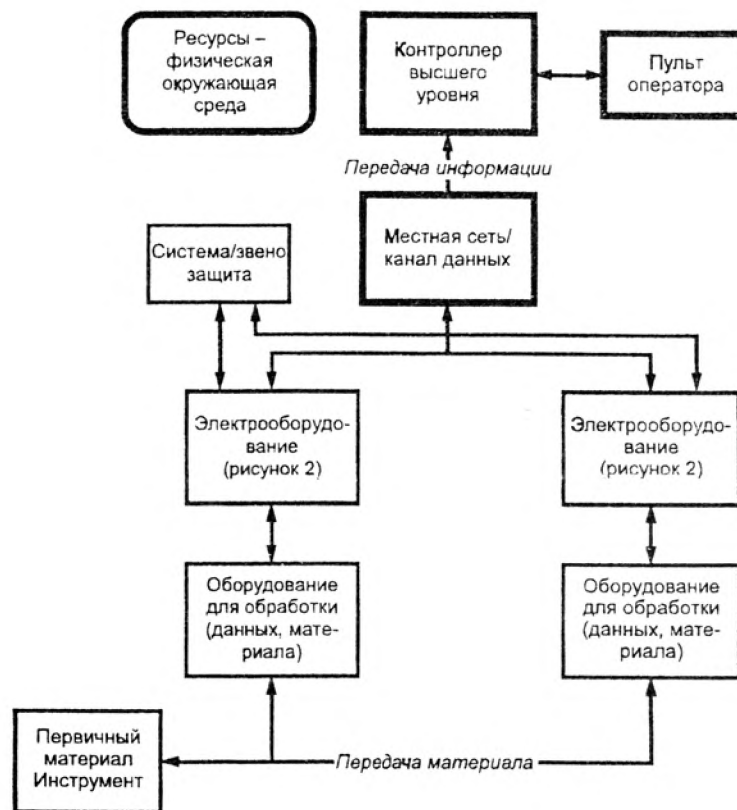 Ресурсы –
физическая
окружающая
среда
Контроллер
высшего
уровня
Пульт
оператора
Передача информации
Местная сеть/
канал данных
Система/звено
защита
Электрооборудо-
вание
(рисунок 2)
Электрооборудо-
вание
(рисунок 2)
Оборудование
для обработки
(данных, мате-
риала)
Оборудование
для обработки
(данных, мате-
риала)
Первичный
материал
Инструмент
Передача материала